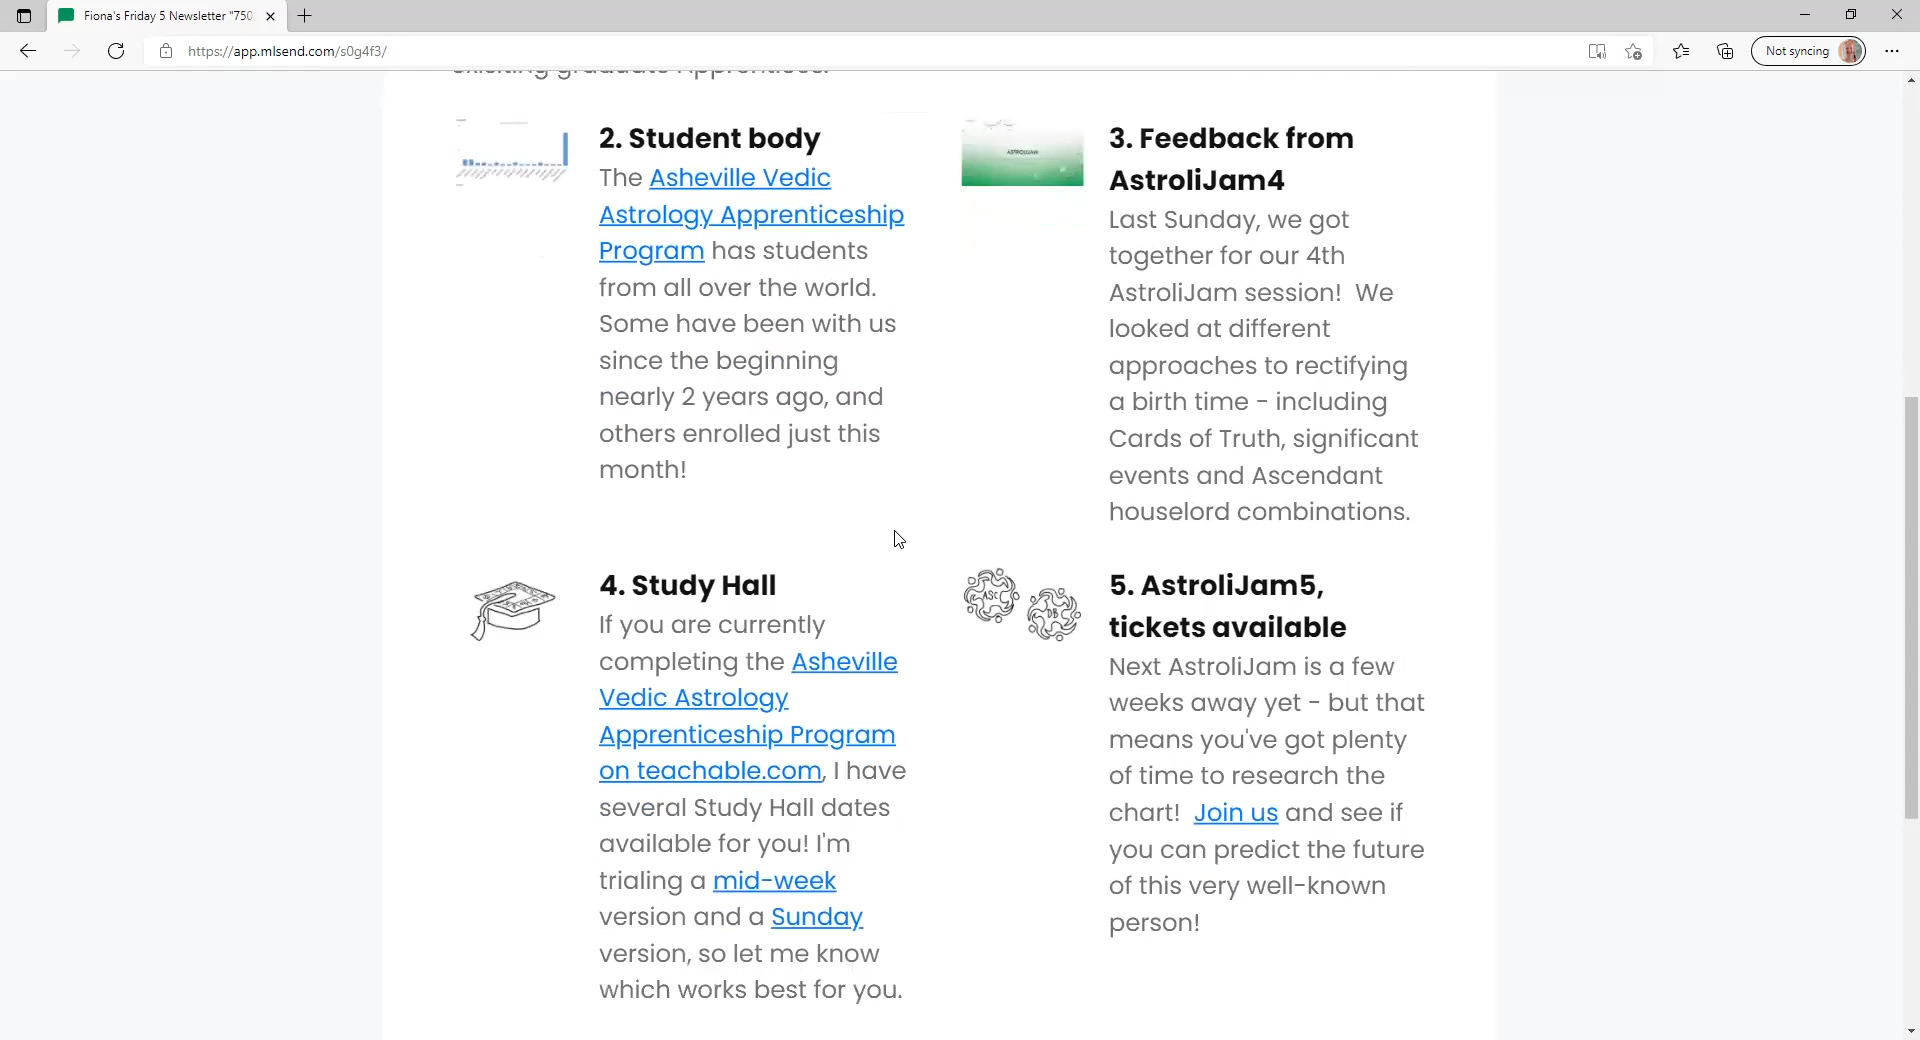 Fiona's Friday 5 Newsletter "750
https://app.mlsend.com/s0g4f3/
Not syncing
exisiting graduate Apprentices.
2. Student body
The Asheville Vedic
Astrology Apprenticeship
Program has students
from all over the world.
Some have been with us
since the beginning
nearly 2 years ago, and
others enrolled just this
month!
ASTROLIJAM
3. Feedback from
AstroliJam4
Last Sunday, we got
together for our 4th
AstroliJam session!  We
looked at different
approaches to rectifying
a birth time - including
Cards of Truth, significant
events and Ascendant
houselord combinations.
4. Study Hall
If you are currently
completing the Asheville
Vedic Astrology
Apprenticeship Program
on teachable.com, I have
several Study Hall dates
available for you! I'm
trialing a mid-week
version and a Sunday
version, so let me know
which works best for you.
ASC
DB
5. AstroliJam5,
tickets available
Next AstroliJam is a few
weeks away yet - but that
means you've got plenty
of time to research the
chart!  Join us and see if
you can predict the future
of this very well-known
person!